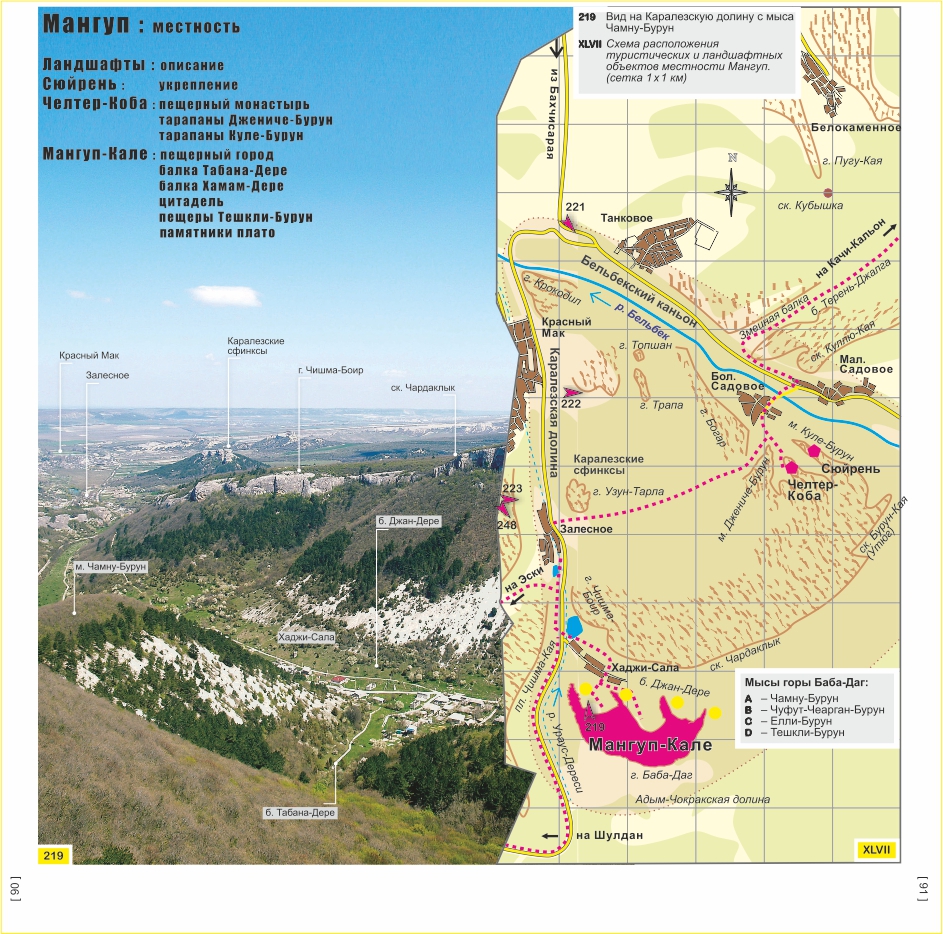 Мангуп : местность
Ландшафты : описание
Сюйрень : укрепление
Челтер-Коба : пещерный монастырь
тарапаны Джениче-Бурун
тарапаны Куле-Бурун
Мангуп-Кале : пещерный город
балка Табана-Дере
балка Хамам-Дере
цитадель
пещеры Тешкли-Бурун
памятники плато
Красный Мак
Залесное
Каралезские
сфинксы
г. Чишма-Боир
ск. Чардаклык
б. Джан-Дере
м. Чамну-Бурун
Хаджи-Сала
б. Табана-Дере
219
219 Вид на Каралезскую долину с мыса
Чамну-Бурун
XLVII Схема расположения
туристических и ландшафтных
объектов местности Мангуп.
(сетка 1х1 км)
из Бахчисарая
Белокаменное
г. Пугу-Кая
N
ск. Кубышка
221
Танковое
на Качи-Кальон
Бельбекский каньон
г. Крокодил
р. Бельбек
Змеиная балка
б. Терень-Джалга
ск. Куллю-Кая
Красный
Мак
г. Топшан
Мал.
Садовое
Бол.
Садовое
Каралезская долина
222
г. Трапа
г. Богаз
м. Куле-Бурун
Сюйрень
Каралезские
сфинксы
Челтер-
Коба
223
г. Узун-Тарла
м. Джениче-Бурун
248
Залесное
ск. Бурун-Кая
(Утюг)
на Эски
г. Чишма-
Боир
ск. Чардаклык
Хаджи-Сала
пл. Чишма-Кая
б. Джан-Дере
Мысы горы Баба-Даг:
A – Чамну-Бурун
B – Чуфут-Чеарган-Бурун
C – Елли-Бурун
D – Тешкли-Бурун
219
Мангуп-Кале
р. Ураус-Дереси
г. Баба-Даг
Адым-Чокракская долина
на Шулдан
XLVII
[ 90 ]
[ 91 ]